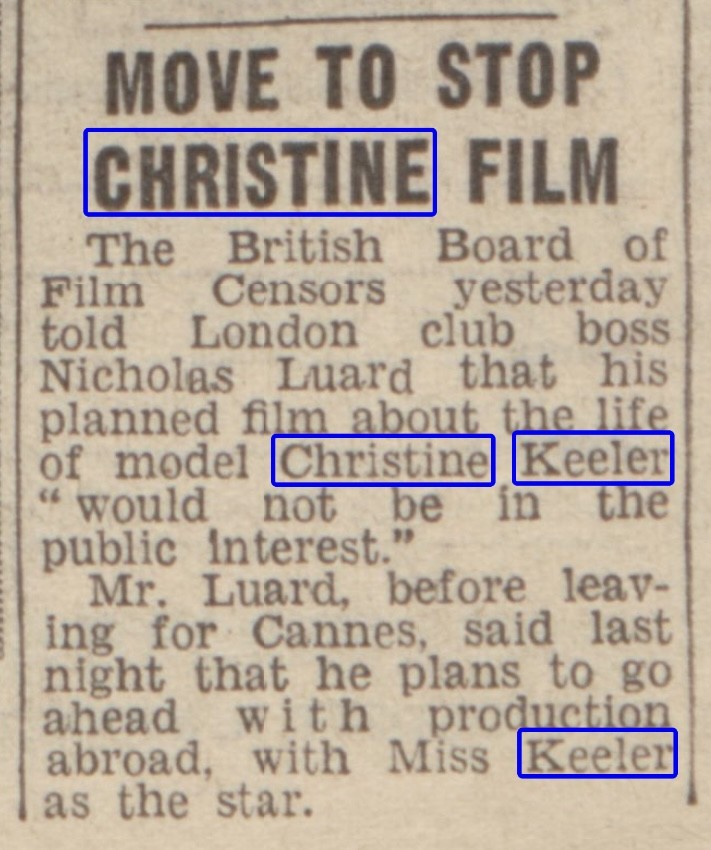 MOVE TO STOP
CHRISTINE FILM
The British Board of
Film Censors yesterday
told London club boss
Nicholas Luard that his
planned film about the life
of model Christine Keeler
“ would not be in the
public interest.”
Mr. Luard, before leav-
ing for Cannes, said last
night that he plans to go
ahead with production
abroad, with Miss Keeler
as the star.